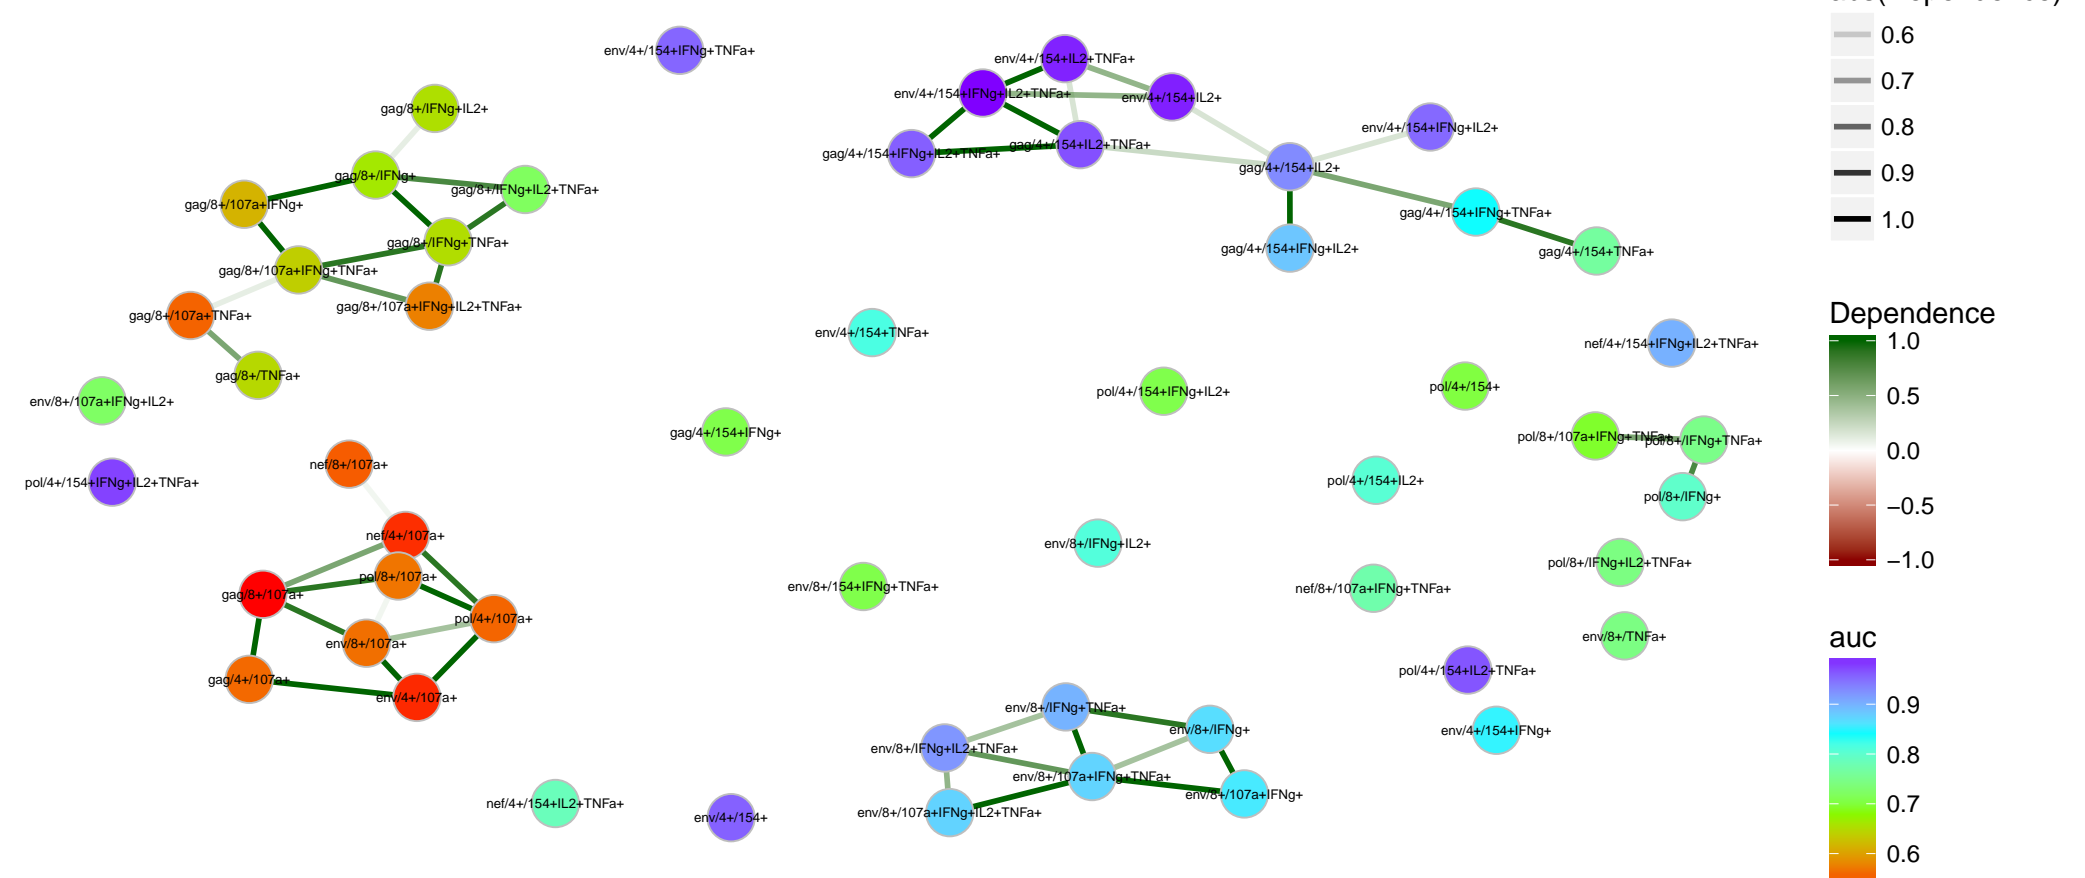 0.6
0.7
0.8
0.9
1.0
Dependence
1.0
0.5
0.0
−0.5
−1.0
auc
0.9
0.8
0.7
0.6
env/4+/154+IFNg+TNFa+
env/4+/154+IL2+TNFa+
env/4+/154+IFNg+IL2+TNFa+
env/4+/154+IL2+
gag/4+/154+IFNg+IL2+TNFa+
gag/4+/154+IL2+TNFa+
env/4+/154+IFNg+IL2+
gag/4+/154+IL2+
gag/4+/154+IFNg+TNFa+
gag/4+/154+IFNg+IL2+
gag/4+/154+TNFa+
gag/8+/IFNg+IL2+
gag/8+/IFNg+
gag/8+/IFNg+IL2+TNFa+
gag/8+/107a+IFNg+
gag/8+/IFNg+TNFa+
gag/8+/107a+IFNg+TNFa+
gag/8+/107a+IFNg+IL2+TNFa+
gag/8+/107a+TNFa+
gag/8+/TNFa+
env/8+/107a+IFNg+IL2+
pol/4+/154+IFNg+IL2+TNFa+
env/4+/154+TNFa+
nef/4+/154+IFNg+IL2+TNFa+
pol/4+/154+IFNg+IL2+
pol/4+/154+
gag/4+/154+IFNg+
pol/8+/107a+IFNg+TNFa+
pol/8+/IFNg+TNFa+
pol/8+/IFNg+
pol/4+/154+IL2+
nef/8+/107a+
nef/4+/107a+
pol/8+/107a+
gag/8+/107a+
pol/4+/107a+
env/8+/107a+
gag/4+/107a+
env/4+/107a+
env/8+/IFNg+IL2+
env/8+/154+IFNg+TNFa+
nef/8+/107a+IFNg+TNFa+
pol/8+/IFNg+IL2+TNFa+
env/8+/TNFa+
pol/4+/154+IL2+TNFa+
env/4+/154+IFNg+
env/8+/IFNg+TNFa+
env/8+/IFNg+
env/8+/IFNg+IL2+TNFa+
env/8+/107a+IFNg+TNFa+
env/8+/107a+IFNg+
env/8+/107a+IFNg+IL2+TNFa+
nef/4+/154+IL2+TNFa+
env/4+/154+